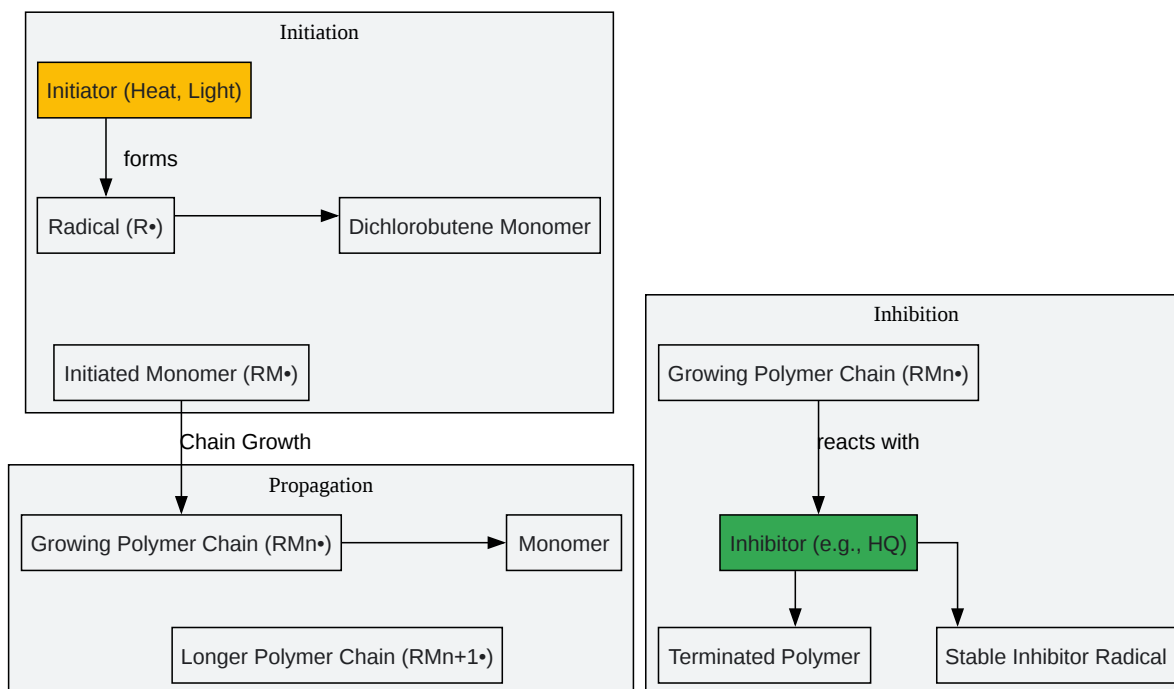 Initiation
Initiator (Heat, Light)
forms
Radical (R•)
Dichlorobutene Monomer
Initiated Monomer (RM•)
Chain Growth
Propagation
Growing Polymer Chain (RMn•)
Monomer
Longer Polymer Chain (RMn+1•)
Inhibition
Growing Polymer Chain (RMn•)
reacts with
Inhibitor (e.g., HQ)
Terminated Polymer
Stable Inhibitor Radical